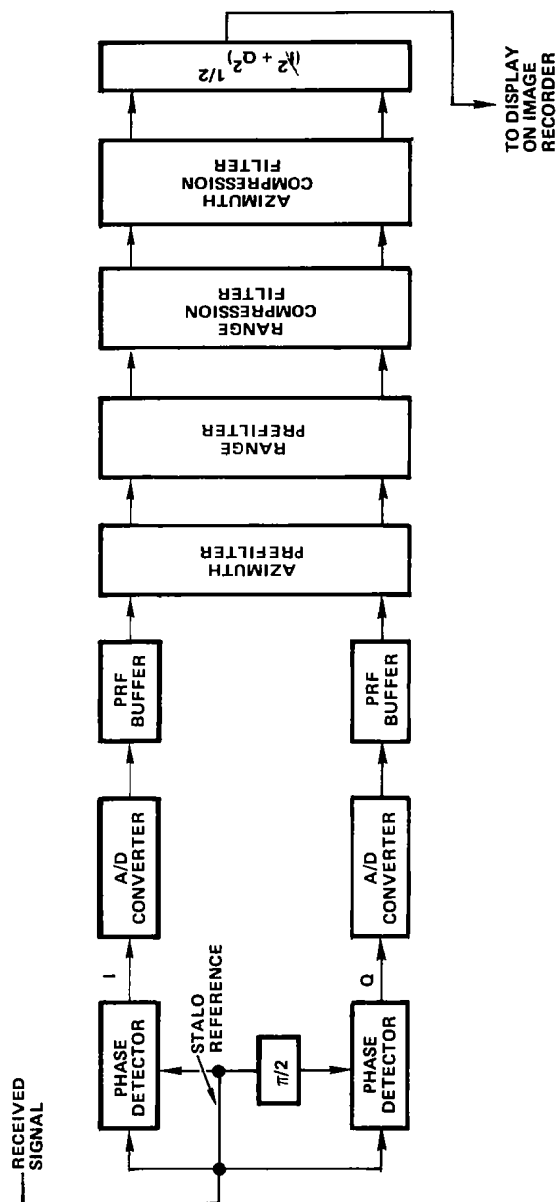 RECEIVED
SIGNAL
PHASE
DETECTOR
I
A/D
CONVERTER
PRF
BUFFER
STALO
REFERENCE
π/2
PHASE
DETECTOR
Q
A/D
CONVERTER
PRF
BUFFER
AZIMUTH
PREFILTER
RANGE
PREFILTER
RANGE
COMPRESSION
FILTER
AZIMUTH
COMPRESSION
FILTER
(I² + Q²)^1/2
TO DISPLAY
ON IMAGE
RECORDER